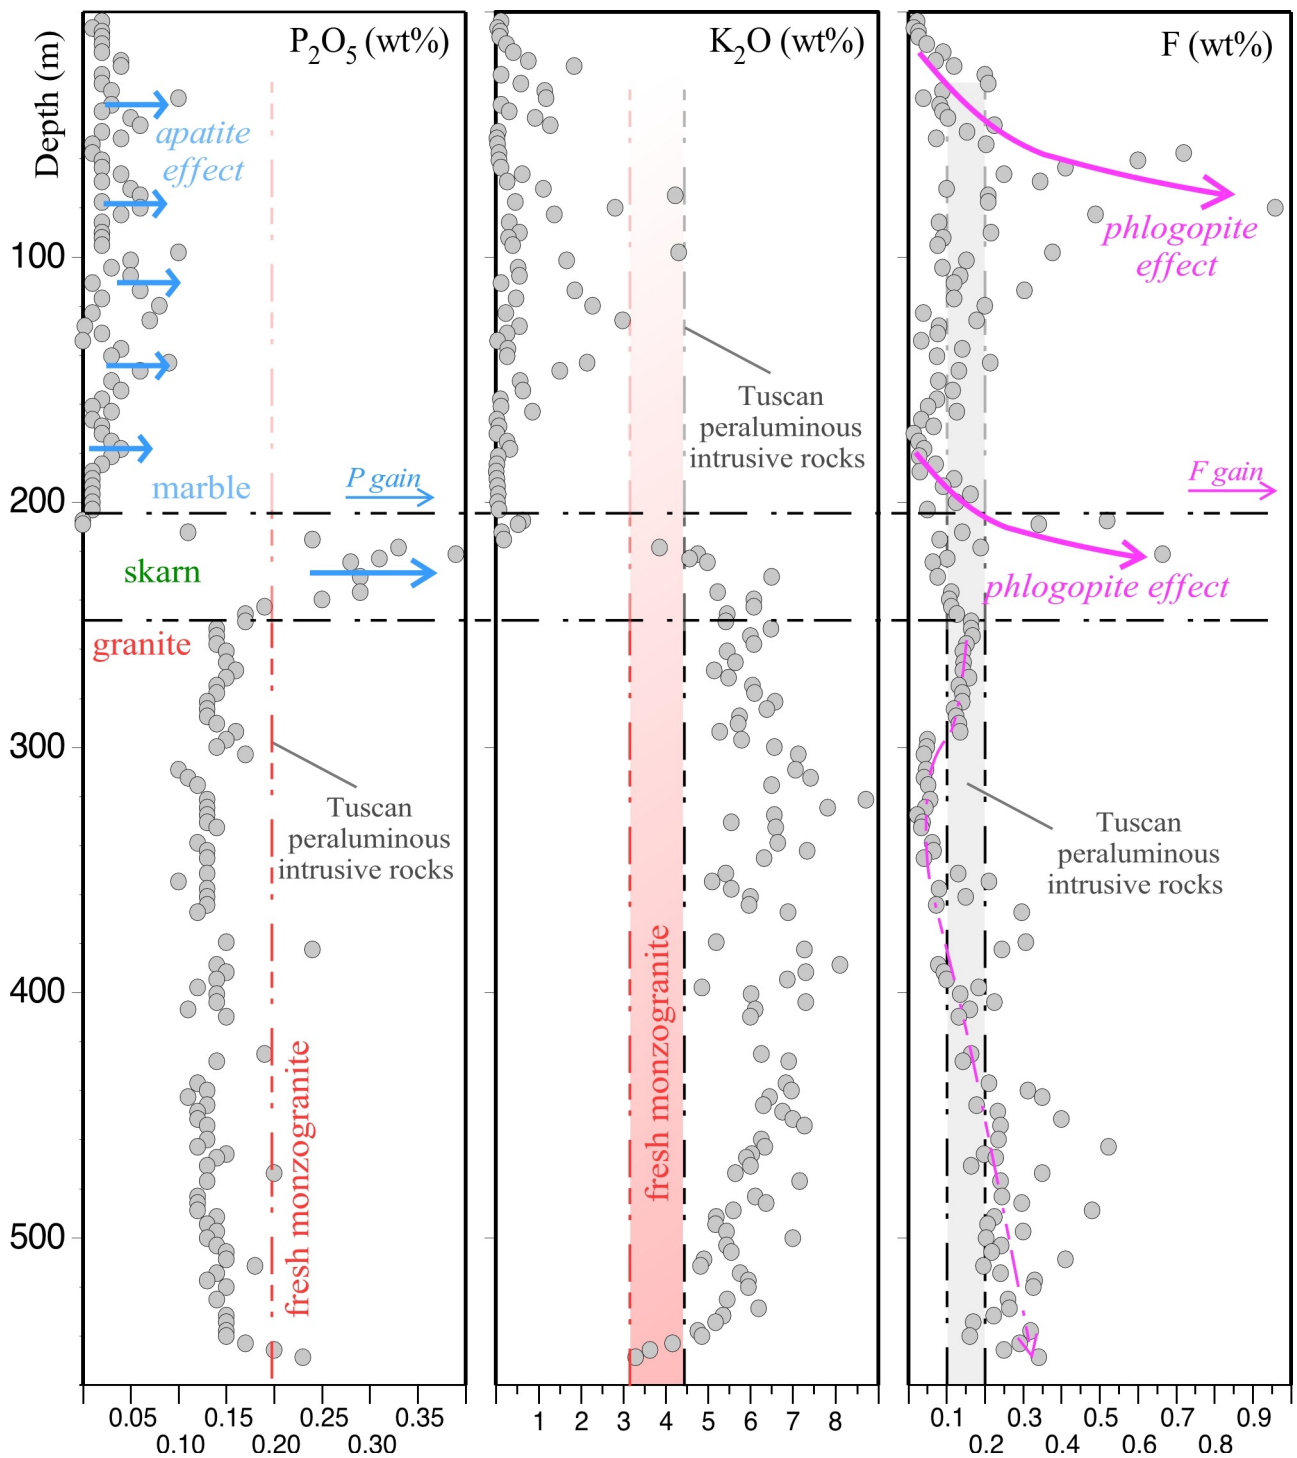 P2O5 (wt%)
K2O (wt%)
F (wt%)
Depth (m)
apatite
effect
phlogopite
effect
100
Tuscan
peraluminous
intrusive rocks
P gain
marble
F gain
200
skarn
phlogopite effect
granite
300
Tuscan
peraluminous
intrusive rocks
Tuscan
peraluminous
intrusive rocks
400
fresh monzogranite
fresh monzogranite
500
0.05 0.15 0.25 0.35
0.10 0.20 0.30
1 2 3 4 5 6 7 8
0.1 0.3 0.5 0.7 0.9
0.2 0.4 0.6 0.8